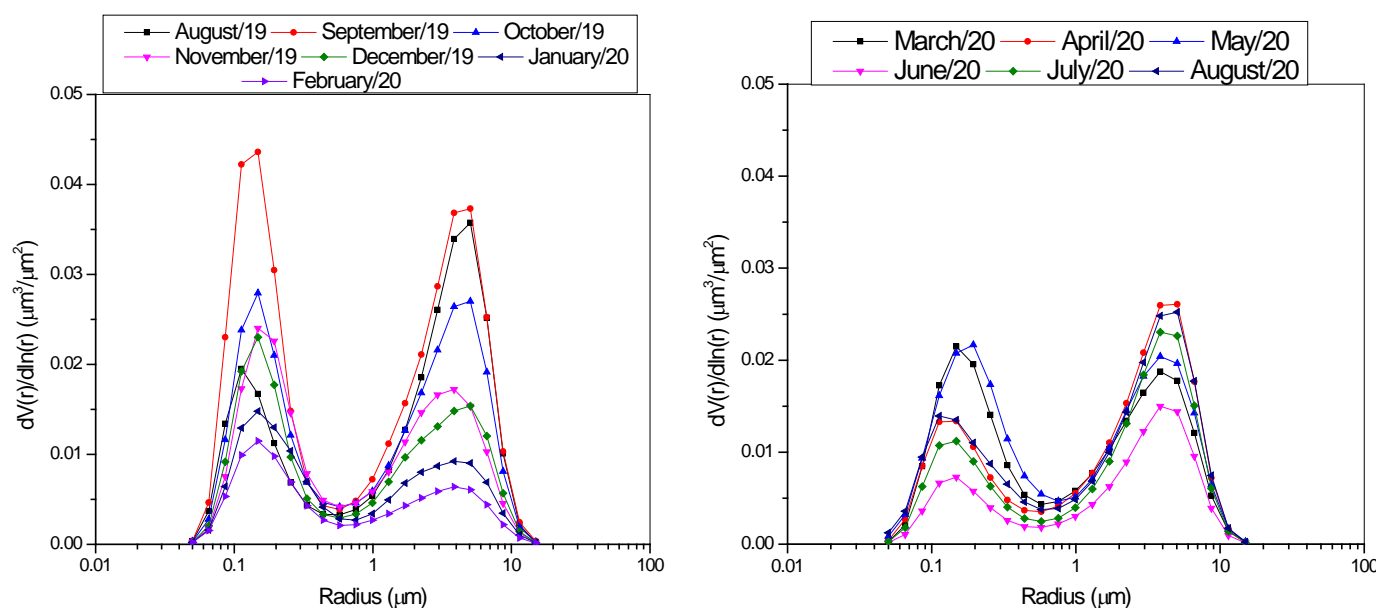 August/19 September/19 October/19
November/19 December/19 January/20
February/20
0.05
0.04
0.03
0.02
0.01
0.00
dV(r)/dln(r) (μm³/μm²)
0.01 0.1 1 10 100
Radius (μm)
March/20 April/20 May/20
June/20 July/20 August/20
0.05
0.04
0.03
0.02
0.01
0.00
dV(r)/dln(r) (μm³/μm²)
0.01 0.1 1 10 100
Radius (μm)